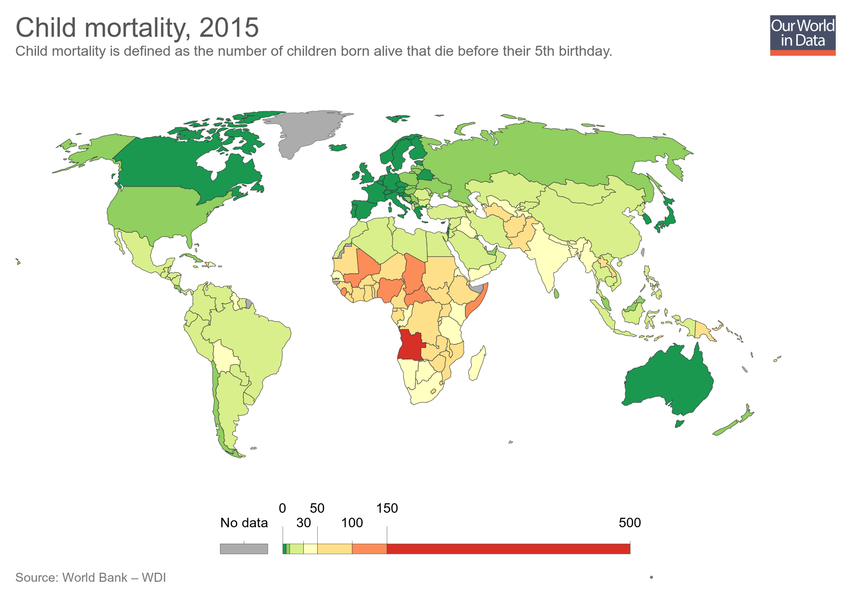 Child mortality, 2015
Child mortality is defined as the number of children born alive that die before their 5th birthday.
Our World
in Data
0 50 150
No data 30 100 500
Source: World Bank – WDI